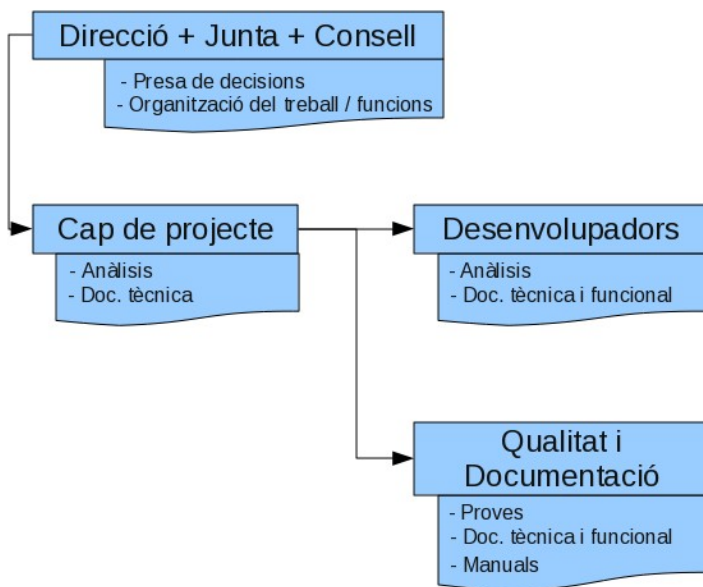 Direcció + Junta + Consell
- Presa de decisions
- Organització del treball / funcions
Cap de projecte
- Anàlisis
- Doc. tècnica
Desenvolupadors
- Anàlisis
- Doc. tècnica i funcional
Qualitat i
Documentació
- Proves
- Doc. tècnica i funcional
- Manuals